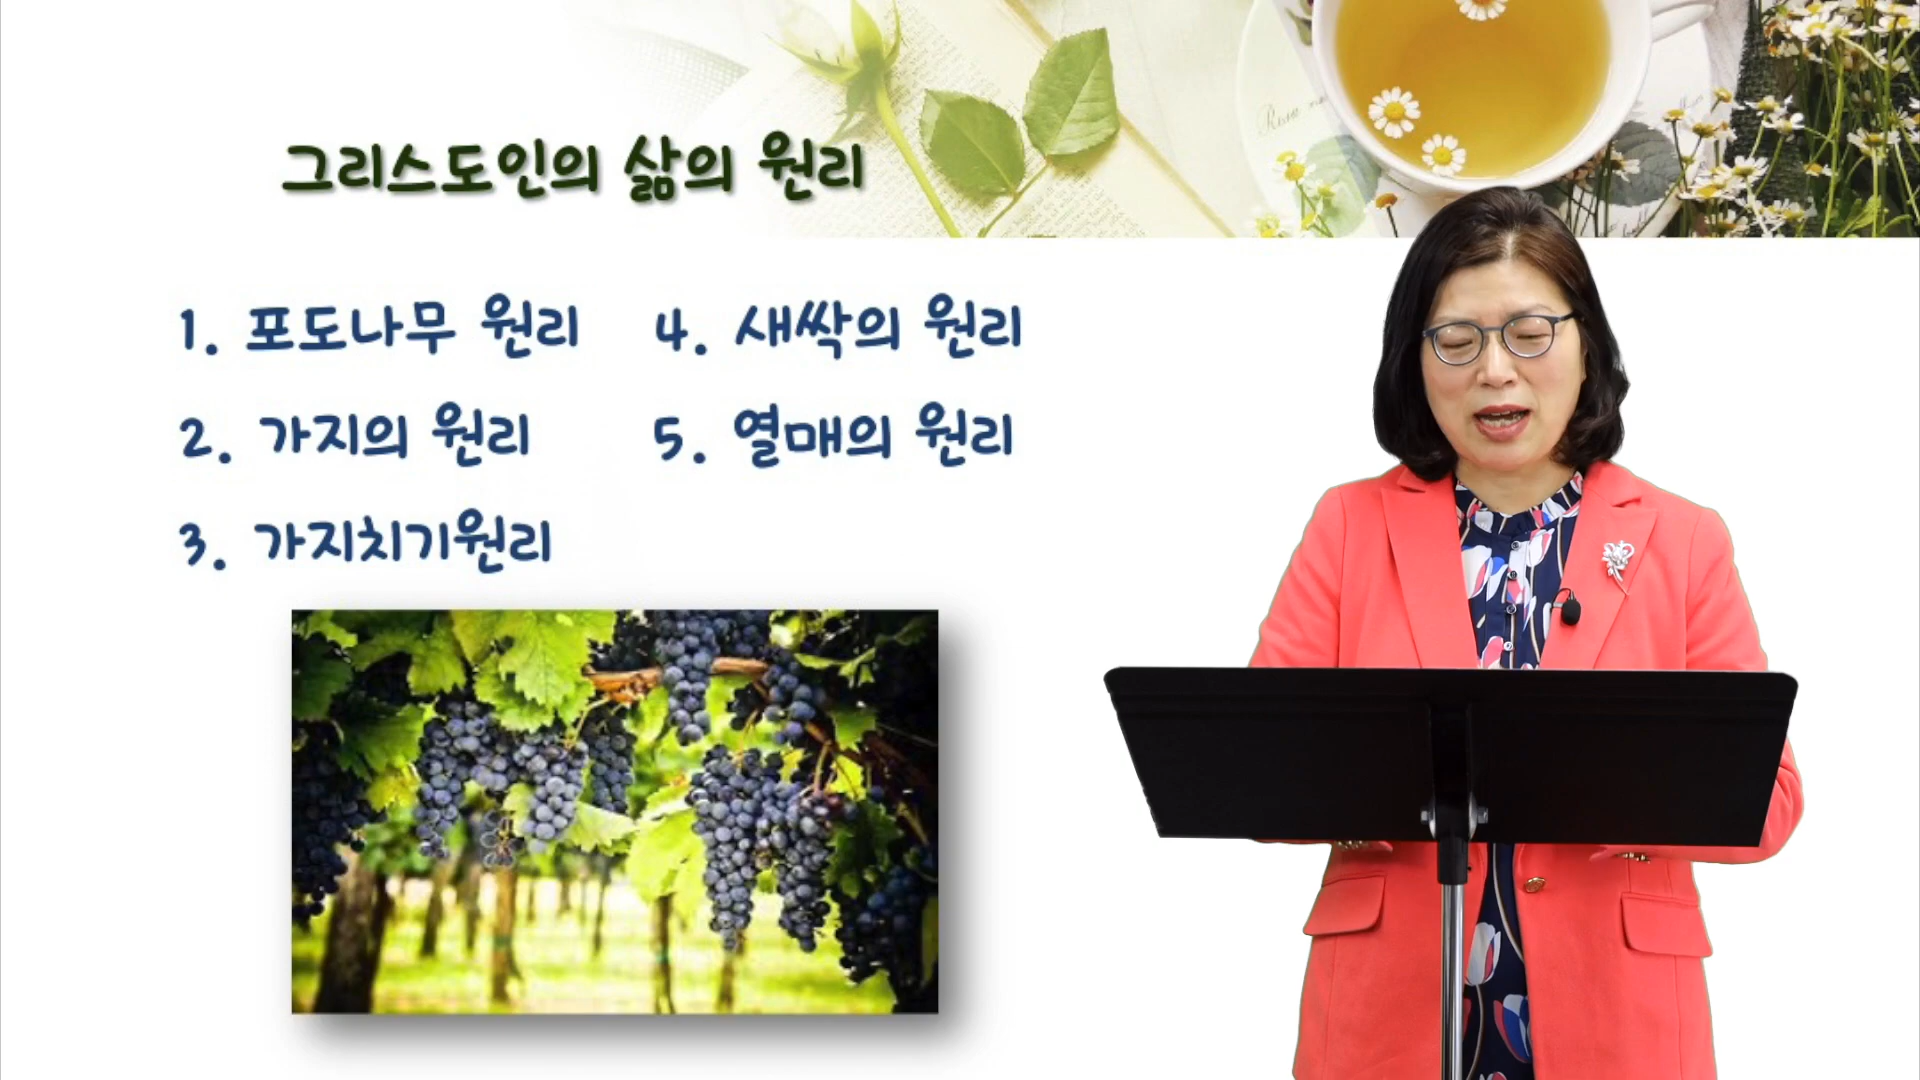 그리스도인의 삶의 원리
1. 포도나무 원리
2. 가지의 원리
3. 가지치기원리
4. 새싹의 원리
5. 열매의 원리